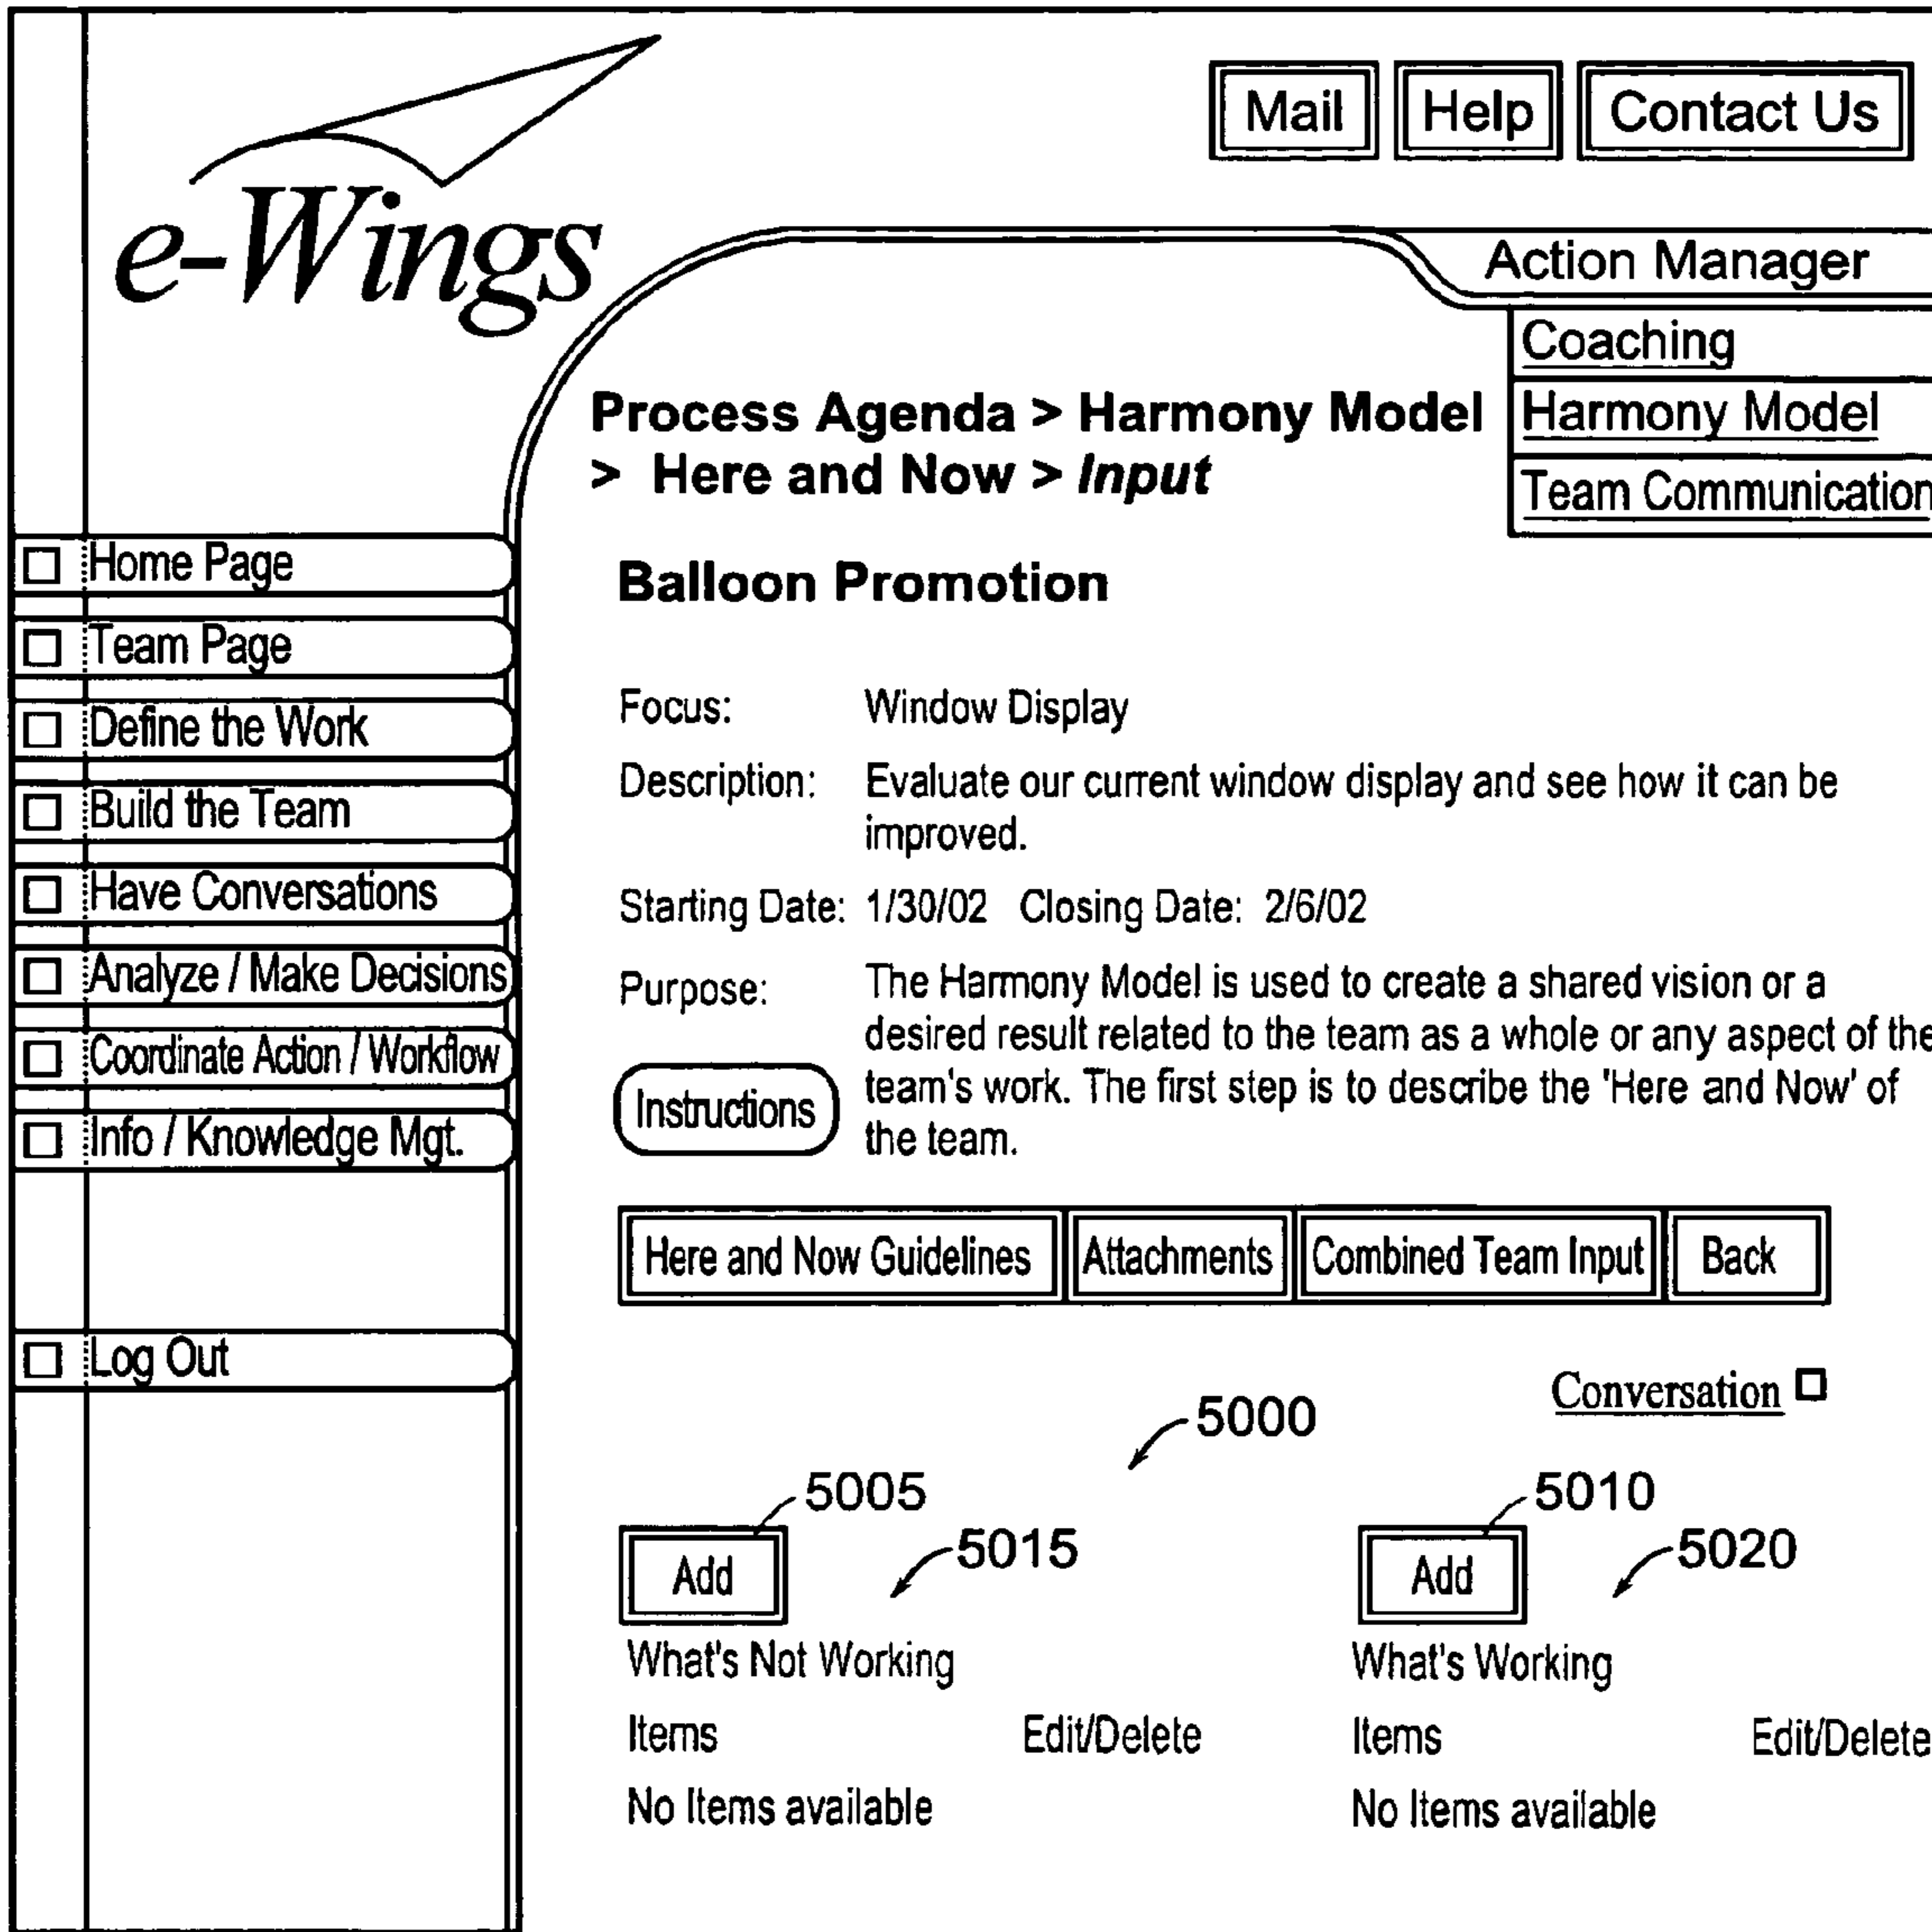 Mail Help Contact Us
e-Wings
Action Manager
Coaching
Harmony Model
Team Communication
Process Agenda > Harmony Model
> Here and Now > Input
Balloon Promotion
Home Page
Team Page
Define the Work
Build the Team
Have Conversations
Analyze / Make Decisions
Coordinate Action / Workflow
Info / Knowledge Mgt.
Log Out
Focus: Window Display
Description: Evaluate our current window display and see how it can be
improved.
Starting Date: 1/30/02 Closing Date: 2/6/02
Purpose: The Harmony Model is used to create a shared vision or a
desired result related to the team as a whole or any aspect of the
team's work. The first step is to describe the 'Here and Now' of
the team.
Instructions
Here and Now Guidelines Attachments Combined Team Input Back
Conversation
5000
5005 5010
5015 5020
Add Add
What's Not Working What's Working
Items Edit/Delete Items Edit/Delete
No Items available No Items available